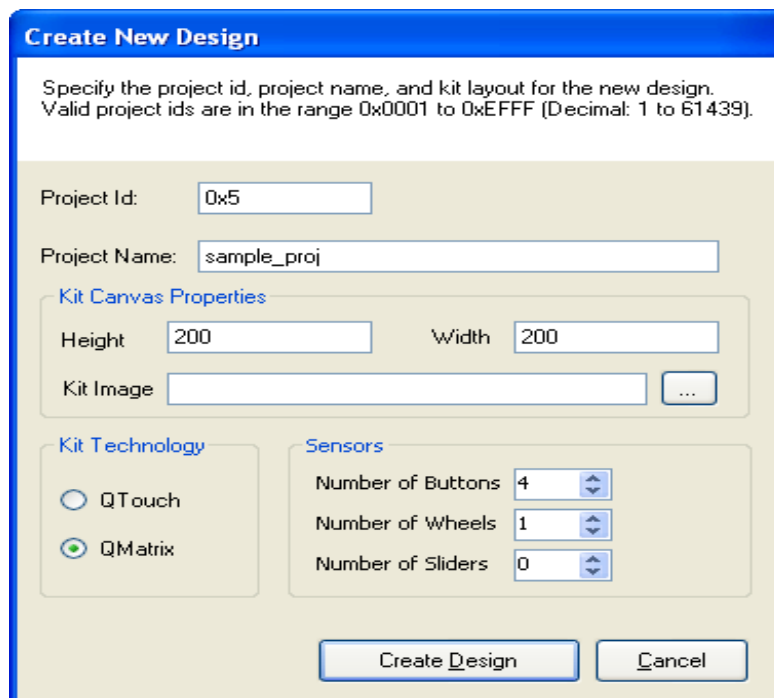 Create New Design
Specify the project id, project name, and kit layout for the new design.
Valid project ids are in the range 0x0001 to 0xEFFF (Decimal: 1 to 61439).
Project Id: 0x5
Project Name: sample_proj
Kit Canvas Properties
Height 200 Width 200
Kit Image ...
Kit Technology
QTouch
QMatrix
Sensors
Number of Buttons 4
Number of Wheels 1
Number of Sliders 0
Create Design Cancel